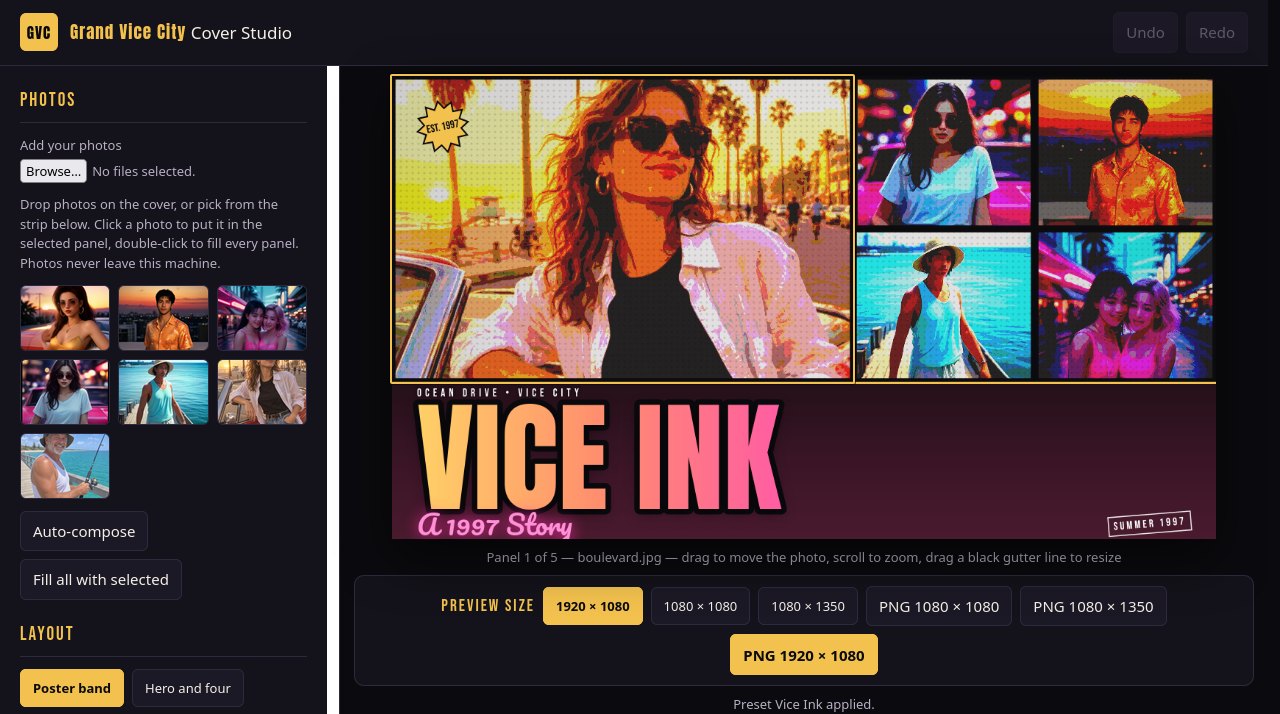 GVC
Grand Vice City Cover Studio
Undo
Redo
PHOTOS
Add your photos
Browse... No files selected.
Drop photos on the cover, or pick from the
strip below. Click a photo to put it in the
selected panel, double-click to fill every panel.
Photos never leave this machine.
Auto-compose
Fill all with selected
LAYOUT
Poster band
Hero and four
EST. 1997
OCEAN DRIVE • VICE CITY
VICE INK
A 1997 Story
SUMMER 1997
Panel 1 of 5 — boulevard.jpg — drag to move the photo, scroll to zoom, drag a black gutter line to resize
PREVIEW SIZE
1920 × 1080
1080 × 1080
1080 × 1350
PNG 1080 × 1080
PNG 1080 × 1350
PNG 1920 × 1080
Preset Vice Ink applied.